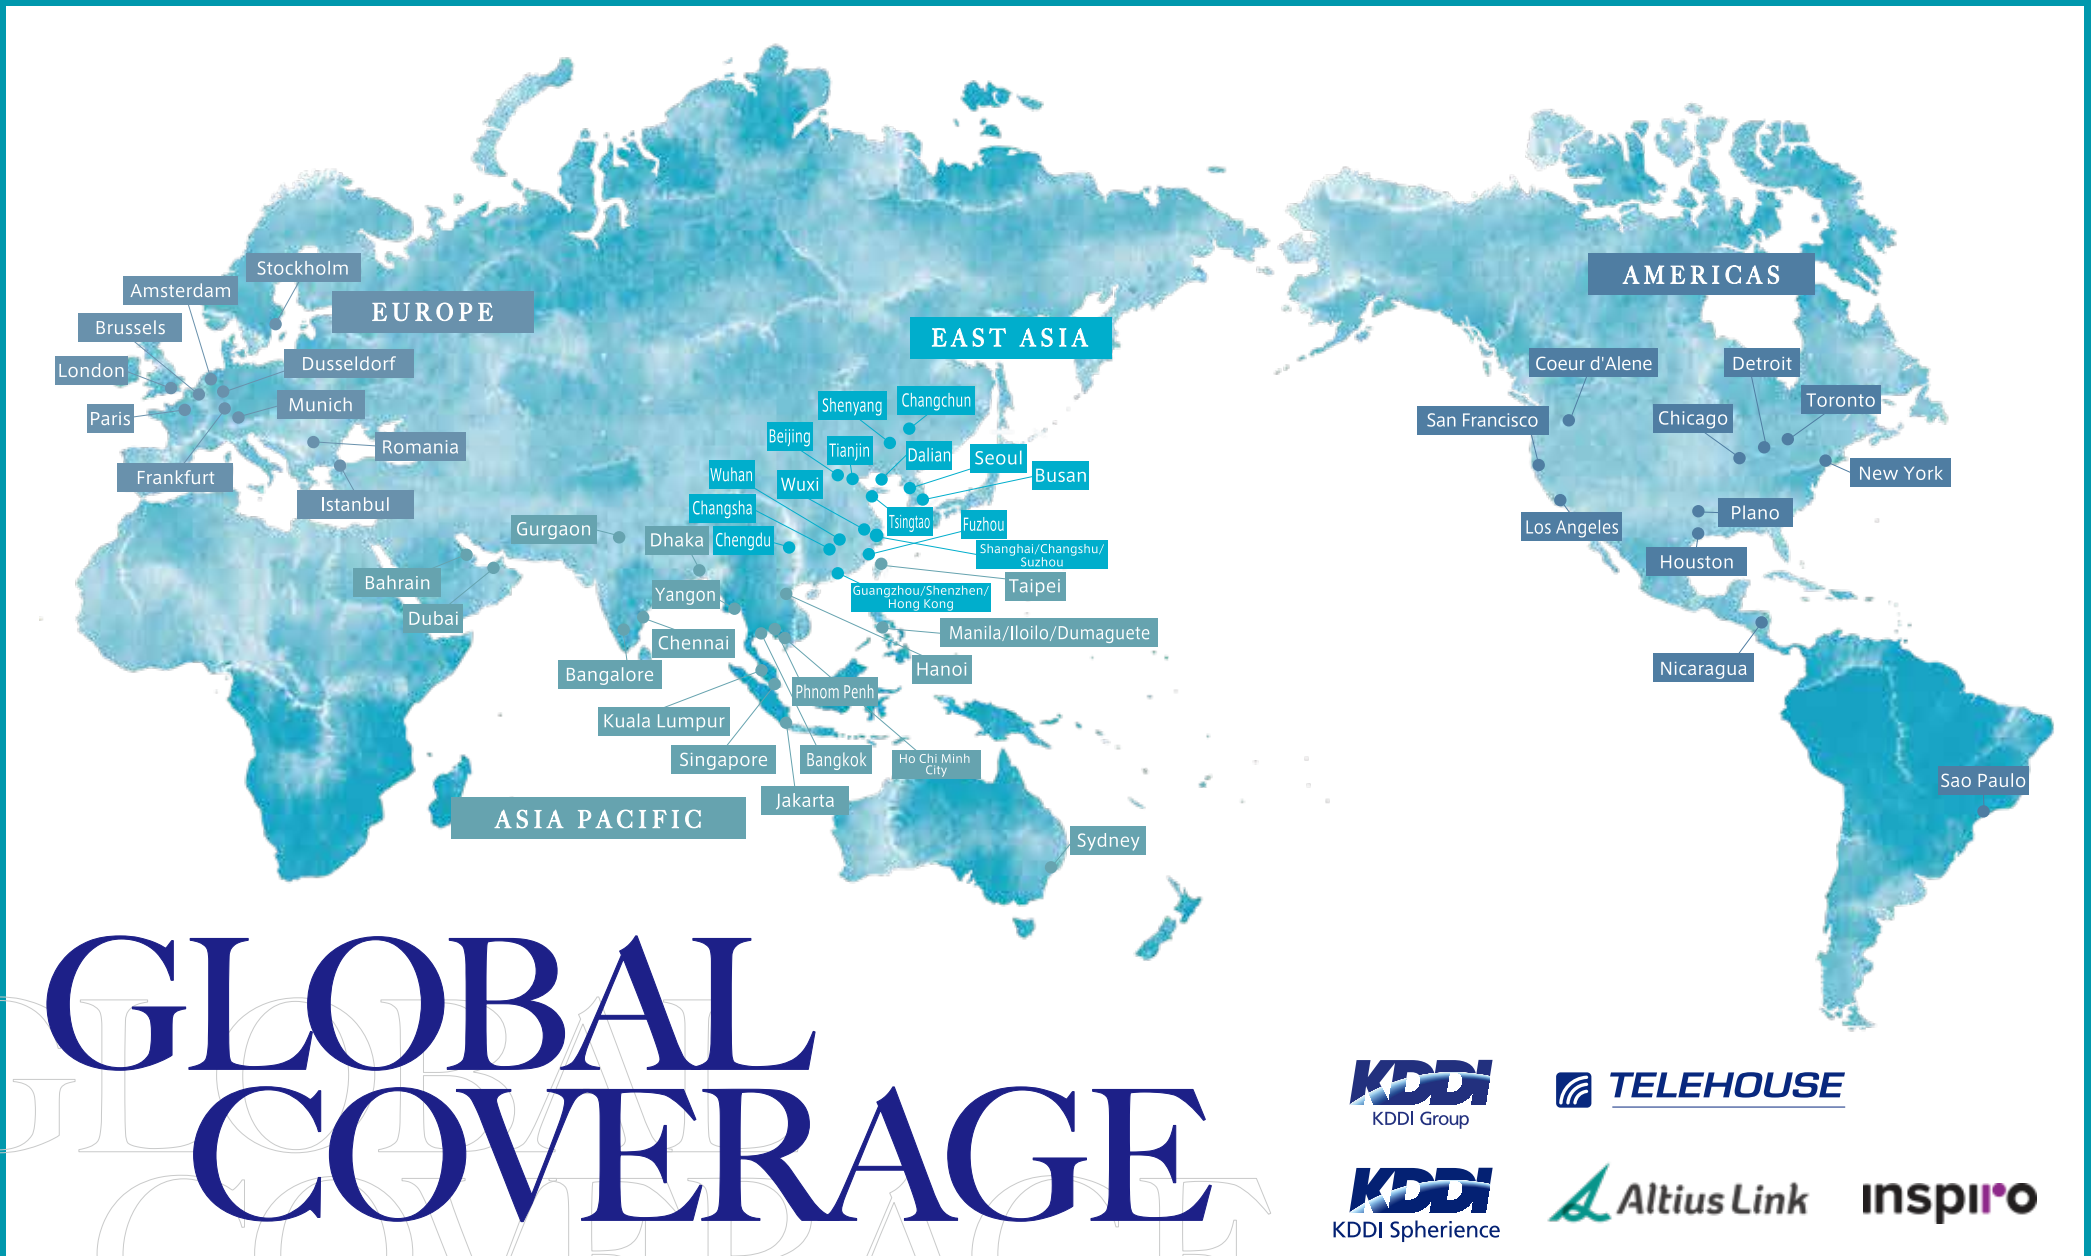 Stockholm
Amsterdam
EUROPE
Brussels
London
Dusseldorf
Paris
Munich
Romania
Frankfurt
Istanbul
AMERICAS
EAST ASIA
Coeur d'Alene
Detroit
Toronto
Chicago
San Francisco
New York
Plano
Los Angeles
Houston
Nicaragua
Sao Paulo
Shenyang
Changchun
Beijing
Tianjin
Dalian
Seoul
Busan
Wuhan
Wuxi
Changsha
Tsingtao
Fuzhou
Chengdu
Shanghai/Changshu/
Suzhou
Guangzhou/Shenzhen/
Hong Kong
Gurgaon
Dhaka
Bahrain
Dubai
Yangon
Taipei
Chennai
Manila/Iloilo/Dumaguete
Bangalore
Hanoi
Phnom Penh
Kuala Lumpur
Singapore
Bangkok
Ho Chi Minh
City
Jakarta
ASIA PACIFIC
Sydney
GLOBAL
COVERAGE
GLOBAL
COVERAGE
KDDI
KDDI Group
TELEHOUSE
KDDI
KDDI Spherience
Altius Link
inspiro